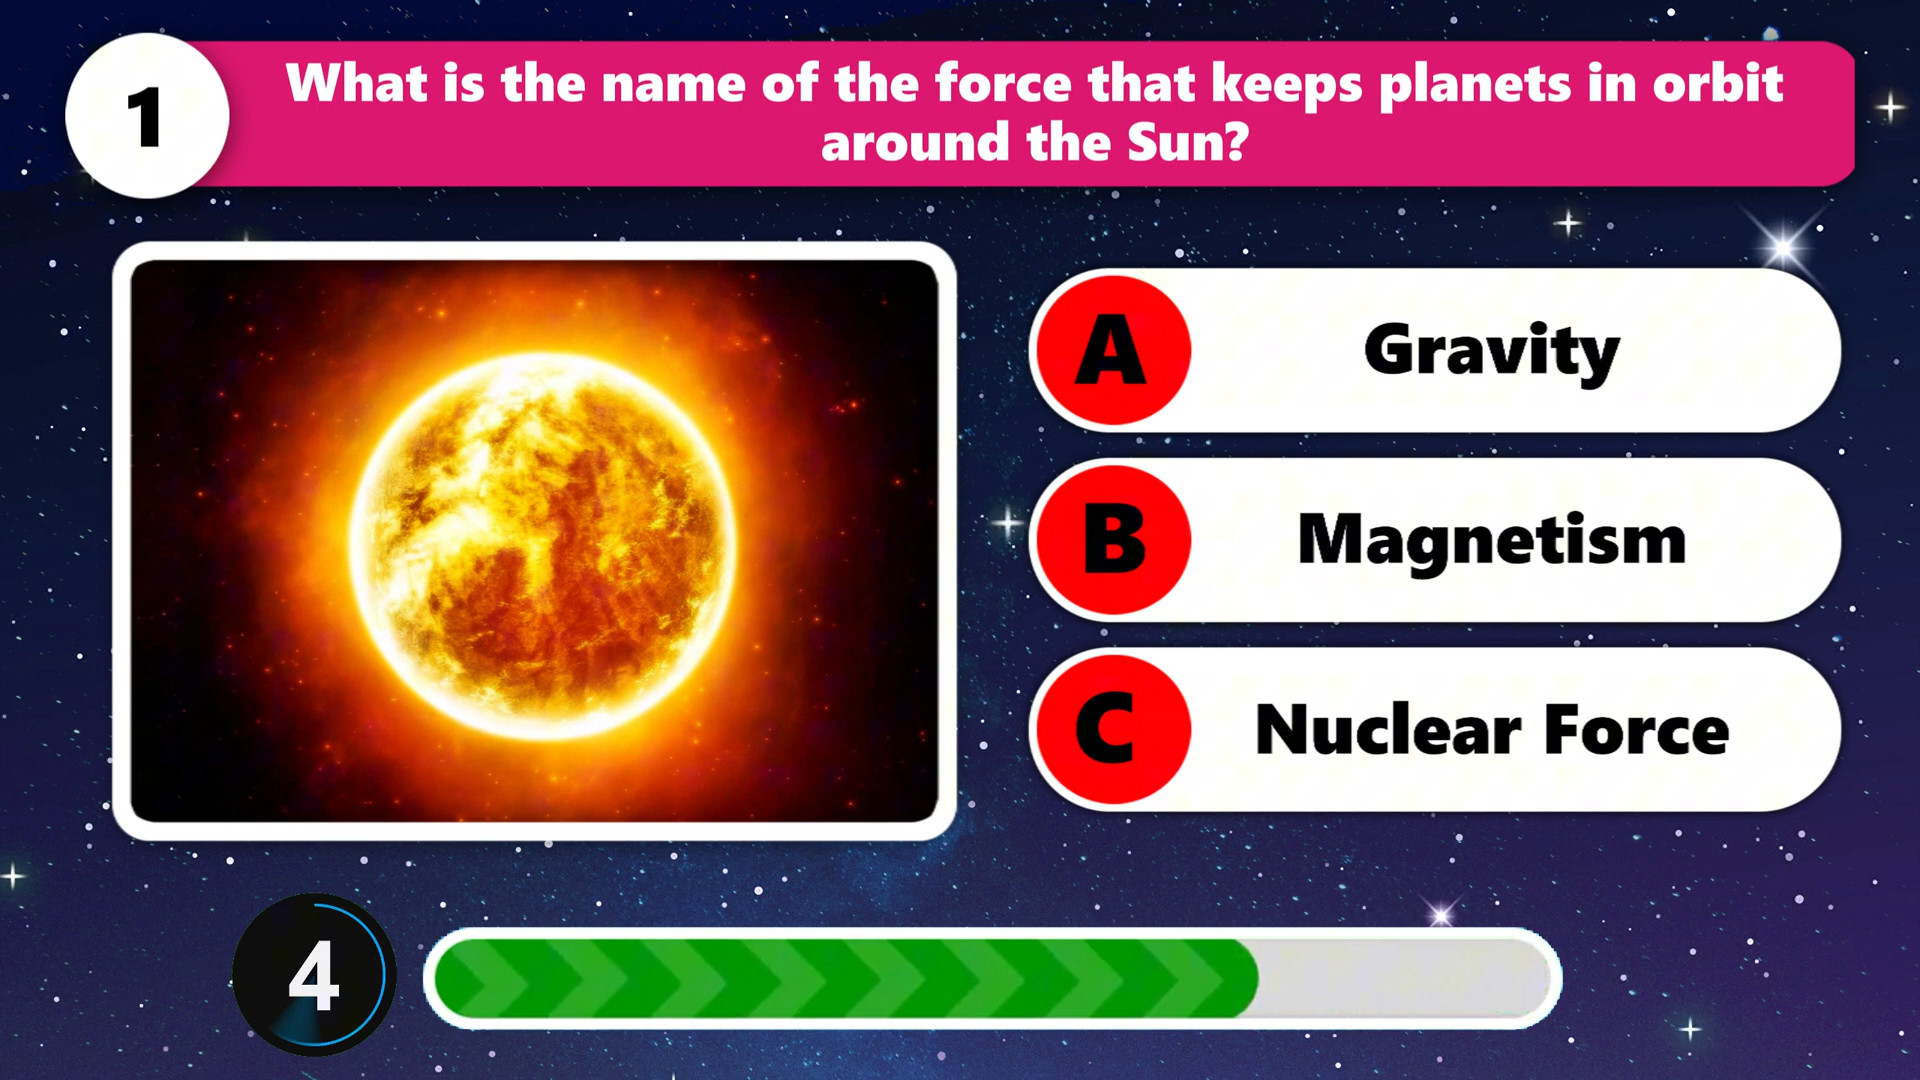 1
What is the name of the force that keeps planets in orbit
around the Sun?
A
Gravity
B
Magnetism
C
Nuclear Force
4